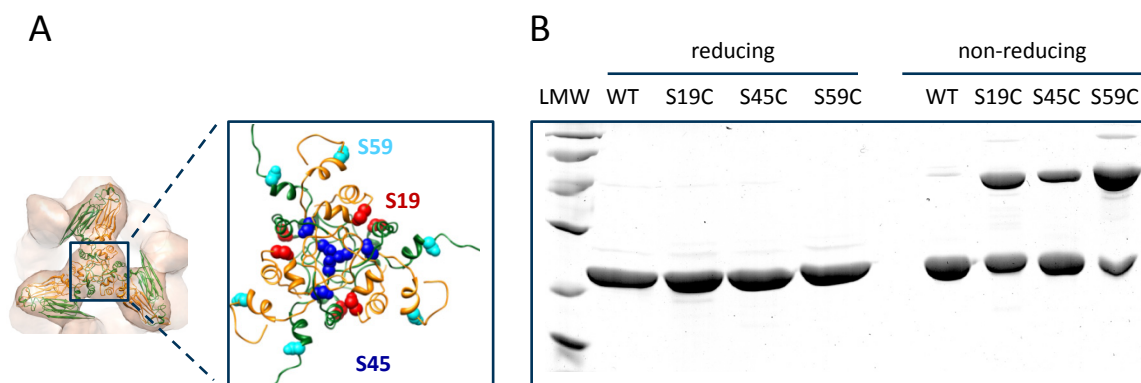 A
S59
S19
S45
B
reducing non-reducing
LMW WT S19C S45C S59C WT S19C S45C S59C